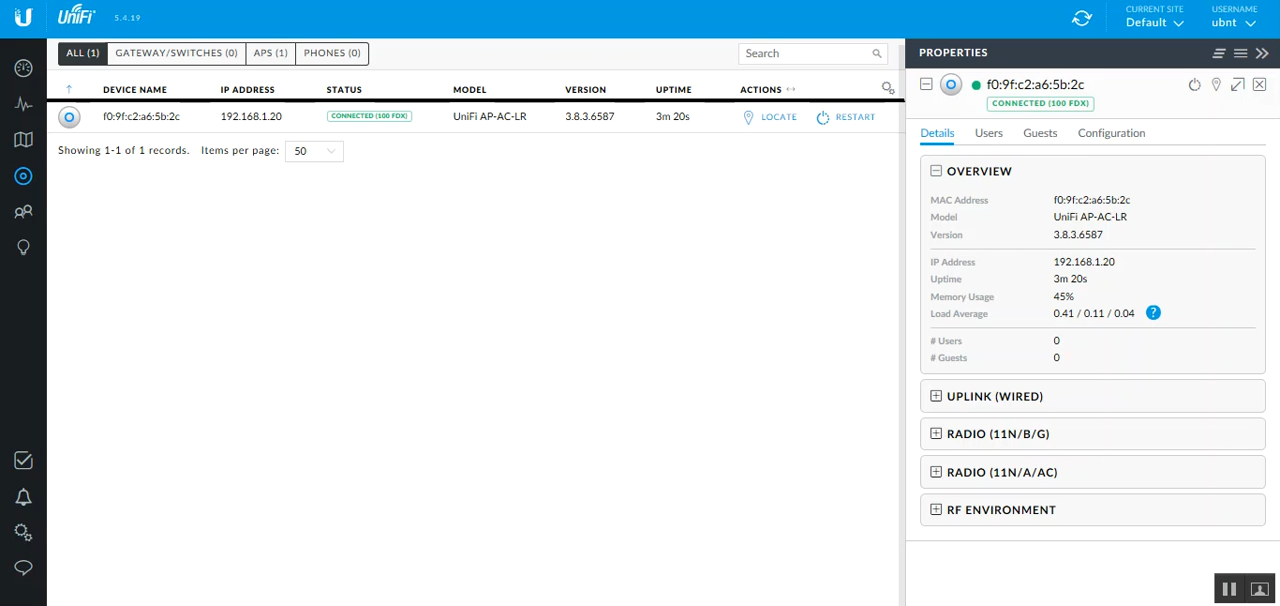 UniFi 5.4.19
CURRENT SITE
Default
USERNAME
ubnt
ALL (1) GATEWAY/SWITCHES (0) APS (1) PHONES (0)
Search
DEVICE NAME IP ADDRESS STATUS MODEL VERSION UPTIME ACTIONS
f0:9f:c2:a6:5b:2c 192.168.1.20 CONNECTED (100 FDX) UniFi AP-AC-LR 3.8.3.6587 3m 20s LOCATE RESTART
Showing 1-1 of 1 records. Items per page: 50
PROPERTIES
f0:9f:c2:a6:5b:2c
CONNECTED (100 FDX)
Details Users Guests Configuration
OVERVIEW
MAC Address f0:9f:c2:a6:5b:2c
Model UniFi AP-AC-LR
Version 3.8.3.6587
IP Address 192.168.1.20
Uptime 3m 20s
Memory Usage 45%
Load Average 0.41 / 0.11 / 0.04 ?
# Users 0
# Guests 0
UPLINK (WIRED)
RADIO (11N/B/G)
RADIO (11N/A/AC)
RF ENVIRONMENT